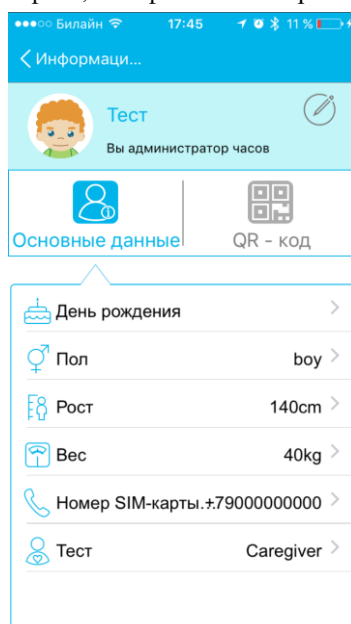 Билайн 17:45 11 %
Информаци...
Тест
Вы администратор часов
Основные данные QR - код
День рождения
Пол boy
Рост 140cm
Вес 40kg
Номер SIM-карты.+79000000000
Тест Caregiver